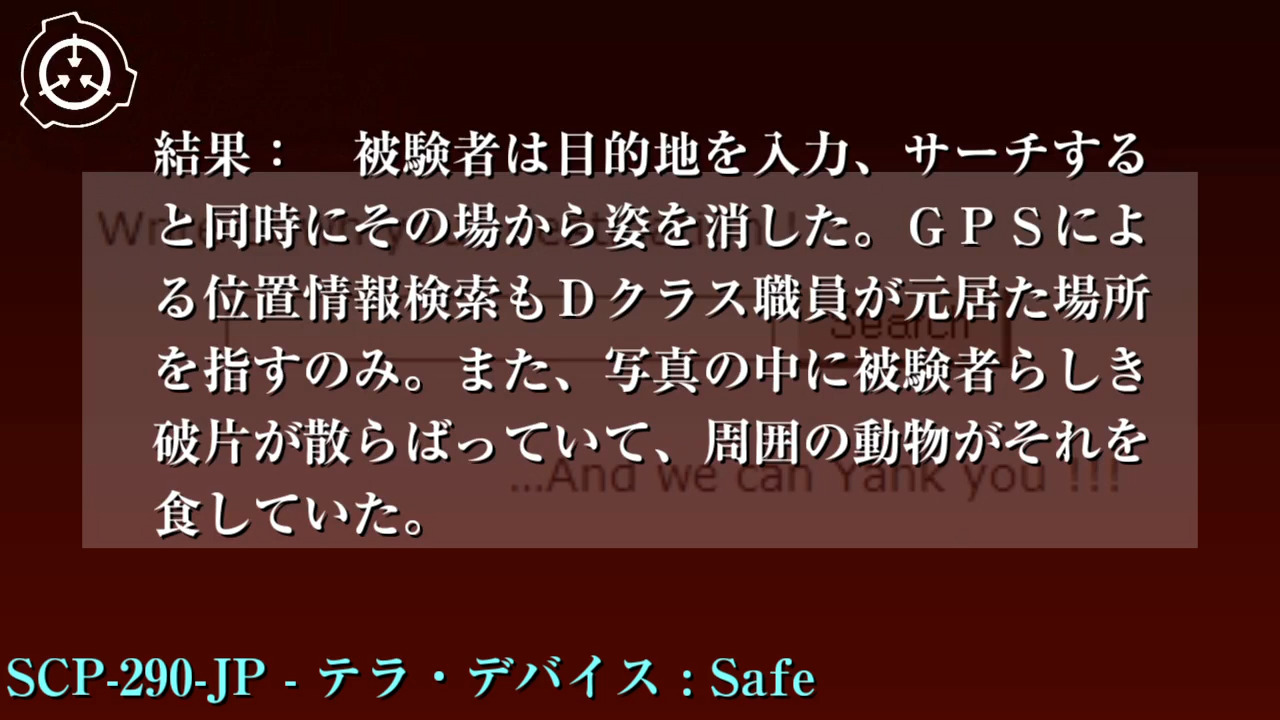 結果：　被験者は目的地を入力、サーチする
と同時にその場から姿を消した。ＧＰＳによ
る位置情報検索もＤクラス職員が元居た場所
を指すのみ。また、写真の中に被験者らしき
破片が散らばっていて、周囲の動物がそれを
食していた。
Search
...And we can Yank you !!!
SCP-290-JP - テラ・デバイス : Safe